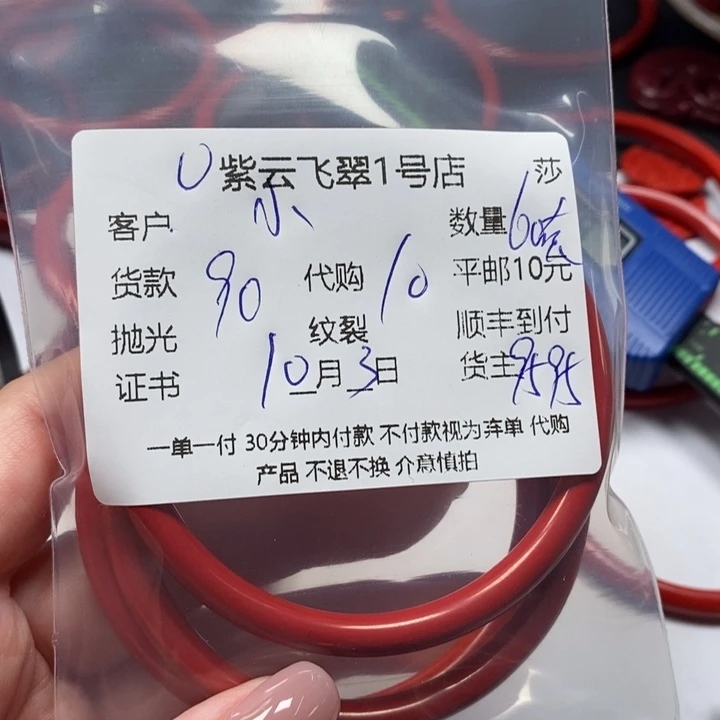 U 紫云飞翠1号店 莎
客户 小 数量 6
货款 90 代购 10 平邮10元
抛光 纹裂 顺丰到付
证书 10月3日 货主 9595
一单一付 30分钟内付款 不付款视为弃单 代购
产品 不退不换 介意慎拍